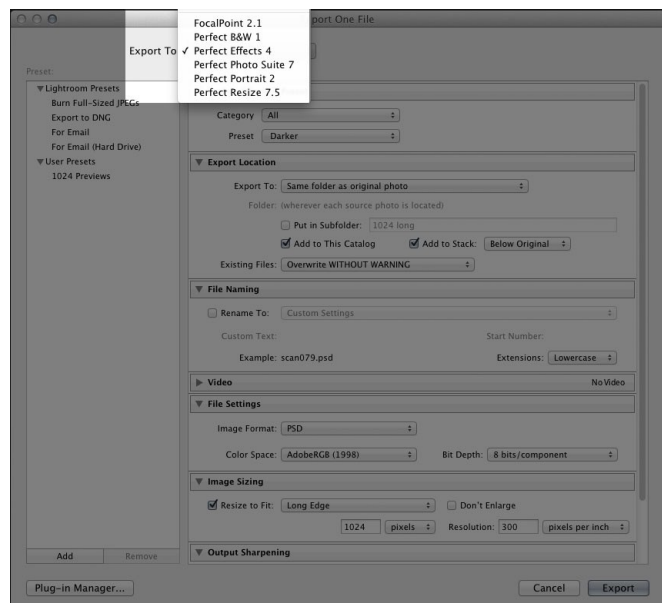 FocalPoint 2.1
port One File
Perfect B&W 1
Export To ✓ Perfect Effects 4
Perfect Photo Suite 7
Perfect Portrait 2
Perfect Resize 7.5
Preset:
▼Lightroom Presets
Burn Full-Sized JPEGs
Export to DNG
For Email
For Email (Hard Drive)
▼User Presets
1024 Previews
Add
Remove
Category All
Preset Darker
▼ Export Location
Export To: Same folder as original photo
Folder: (wherever each source photo is located)
Put in Subfolder: 1024 long
Add to This Catalog Add to Stack: Below Original
Existing Files: Overwrite WITHOUT WARNING
▼ File Naming
Rename To: Custom Settings
Custom Text: Start Number:
Example: scan079.psd Extensions: Lowercase
▶ Video No Video
▼ File Settings
Image Format: PSD
Color Space: AdobeRGB (1998) Bit Depth: 8 bits/component
▼ Image Sizing
Resize to Fit: Long Edge Don't Enlarge
1024 pixels Resolution: 300 pixels per inch
▼ Output Sharpening
Plug-in Manager... Cancel Export